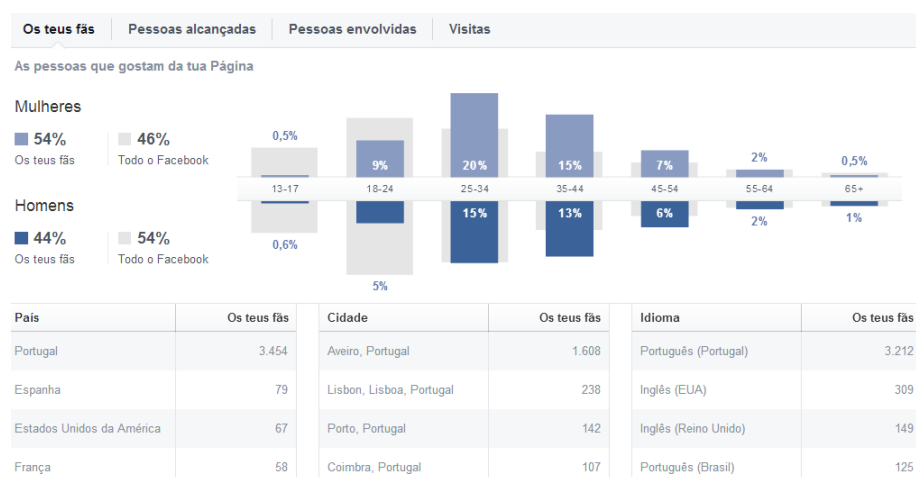 Os teus fãs Pessoas alcançadas Pessoas envolvidas Visitas
As pessoas que gostam da tua Página
Mulheres
54% 46%
Os teus fãs Todo o Facebook
0,5% 9% 20% 15% 7% 2% 0,5%
13-17 18-24 25-34 35-44 45-54 55-64 65+
Homens
44% 54%
Os teus fãs Todo o Facebook
0,6% 5% 15% 13% 6% 2% 1%
País Os teus fãs Cidade Os teus fãs Idioma Os teus fãs
Portugal 3.454 Aveiro, Portugal 1.608 Português (Portugal) 3.212
Espanha 79 Lisbon, Lisboa, Portugal 238 Inglês (EUA) 309
Estados Unidos da América 67 Porto, Portugal 142 Inglês (Reino Unido) 149
França 58 Coimbra, Portugal 107 Português (Brasil) 125